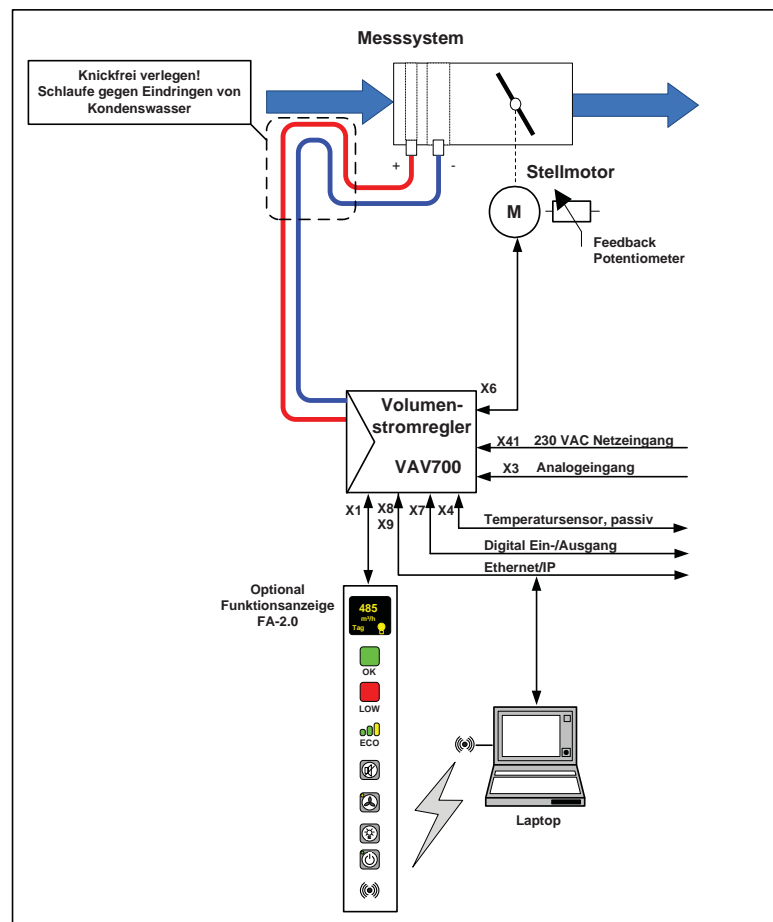 Messsystem
Knickfrei verlegen!
Schlaufe gegen Eindringen von
Kondenswasser
+ -
Stellmotor
M
Feedback
Potentiometer
X6
Volumen-
stromregler
VAV700
X41 230 VAC Netzeingang
X3 Analogeingang
X1 X8 X7 X4
X9
Temperatursensor, passiv
Digital Ein-/Ausgang
Ethernet/IP
Optional
Funktionsanzeige
FA-2.0
485
m³/h
Tag
OK
LOW
ECO
Laptop